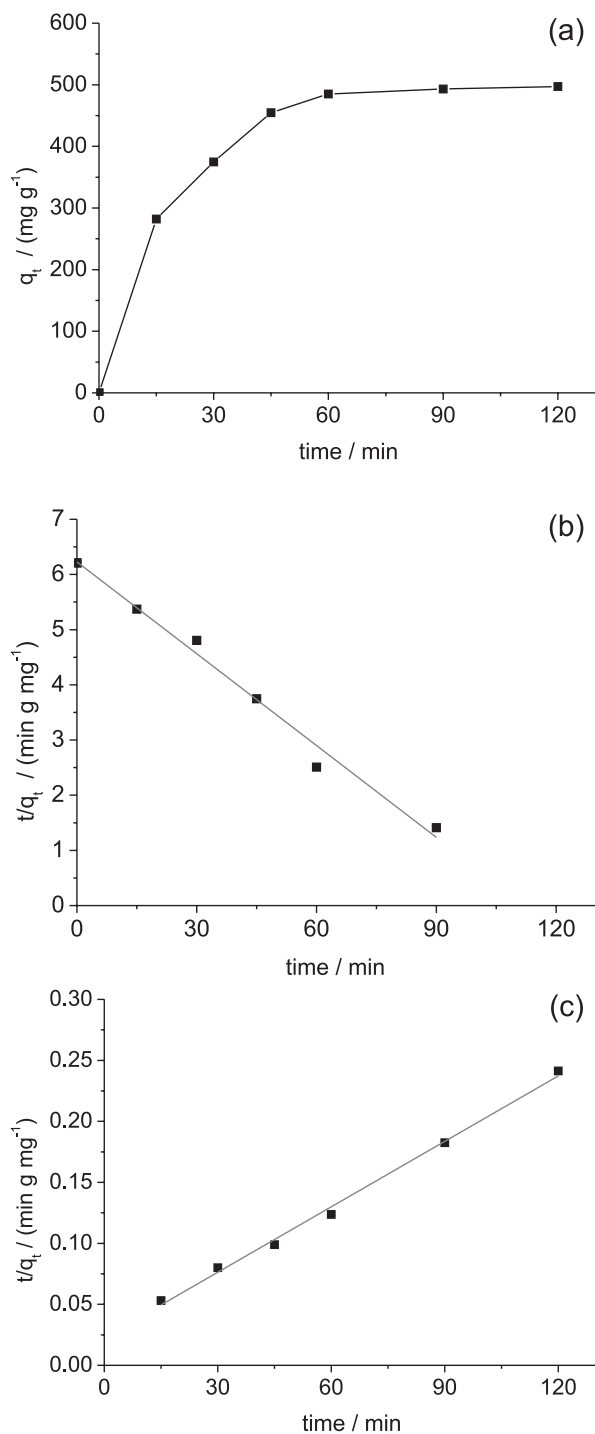 (a)
600
500
400
300
200
100
0
q_t / (mg g⁻¹)
0 30 60 90 120
time / min
(b)
7
6
5
4
3
2
1
0
t/q_t / (min g mg⁻¹)
0 30 60 90 120
time / min
(c)
0.30
0.25
0.20
0.15
0.10
0.05
0.00
t/q_t / (min g mg⁻¹)
0 30 60 90 120
time / min